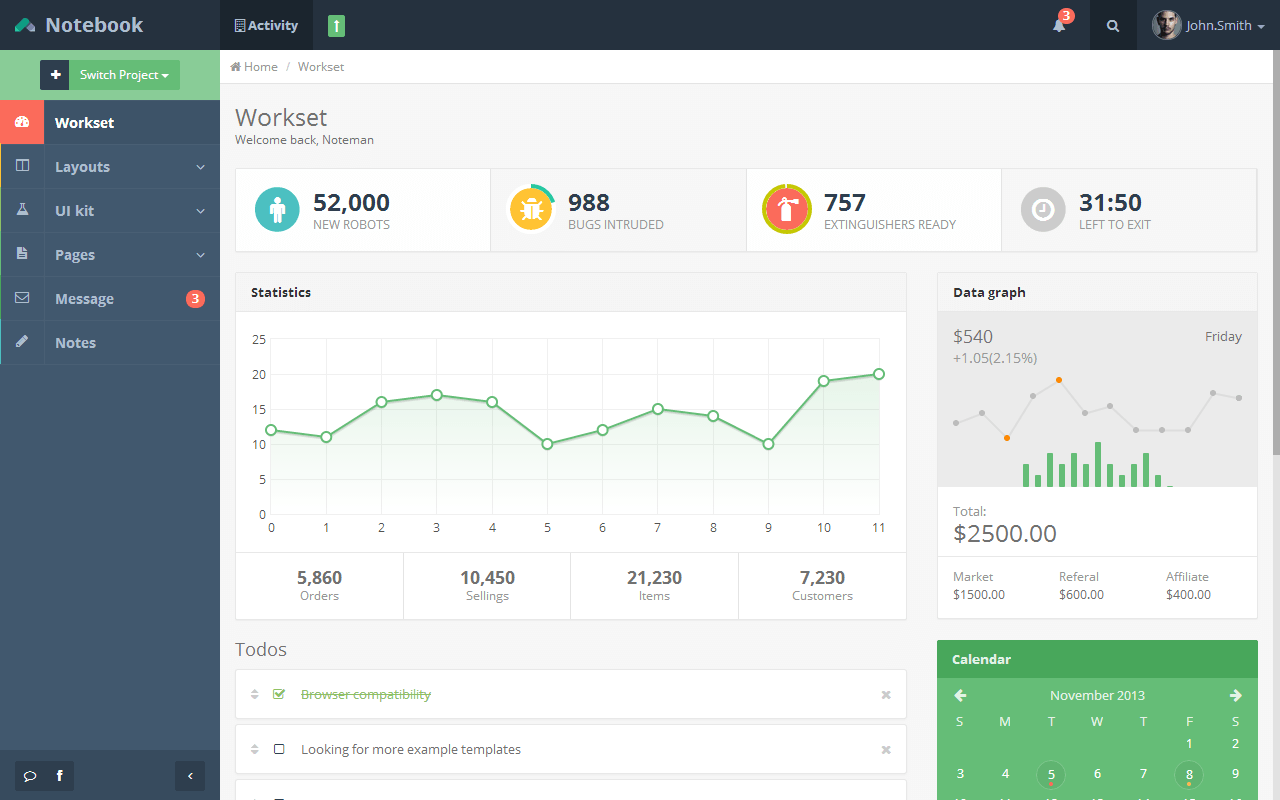 Notebook
Activity
3
John.Smith
Switch Project
Home / Workset
Workset
Layouts
UI kit
Pages
Message 3
Notes
f
Workset
Welcome back, Noteman
52,000
NEW ROBOTS
988
BUGS INTRUDED
757
EXTINGUISHERS READY
31:50
LEFT TO EXIT
Statistics
25
20
15
10
5
0
0 1 2 3 4 5 6 7 8 9 10 11
5,860
Orders
10,450
Sellings
21,230
Items
7,230
Customers
Data graph
$540
Friday
+1.05(2.15%)
Total:
$2500.00
Market
$1500.00
Referal
$600.00
Affiliate
$400.00
Todos
Browser compatibility
Looking for more example templates
Calendar
November 2013
S M T W T F S
1 2
3 4 5 6 7 8 9